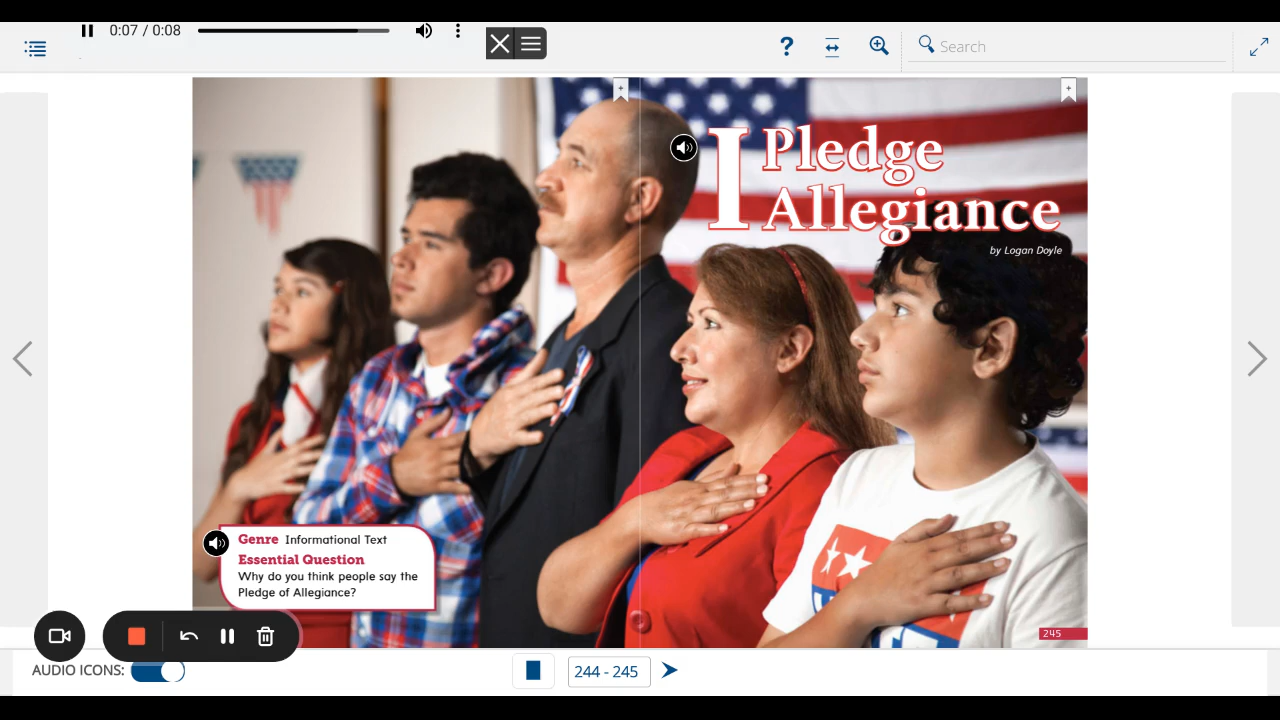 0:07 / 0:08
? Search
I Pledge
Allegiance
by Logan Doyle
Genre Informational Text
Essential Question
Why do you think people say the
Pledge of Allegiance?
245
AUDIO ICONS:
244 - 245